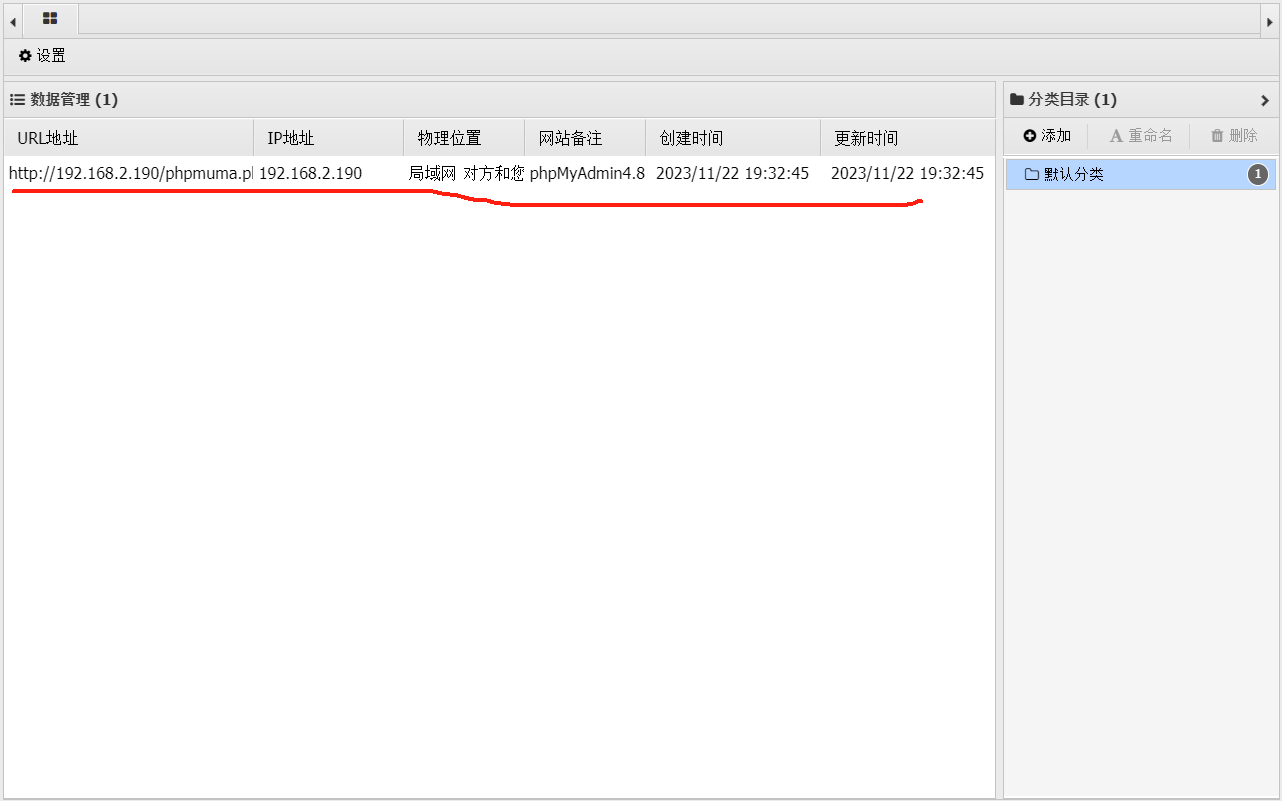 设置
数据管理 (1)
URL地址 IP地址 物理位置 网站备注 创建时间 更新时间
http://192.168.2.190/phpmuma.p 192.168.2.190 局域网 对方和您 phpMyAdmin4.8 2023/11/22 19:32:45 2023/11/22 19:32:45
分类目录 (1)
添加 A 重命名 删除
默认分类 1